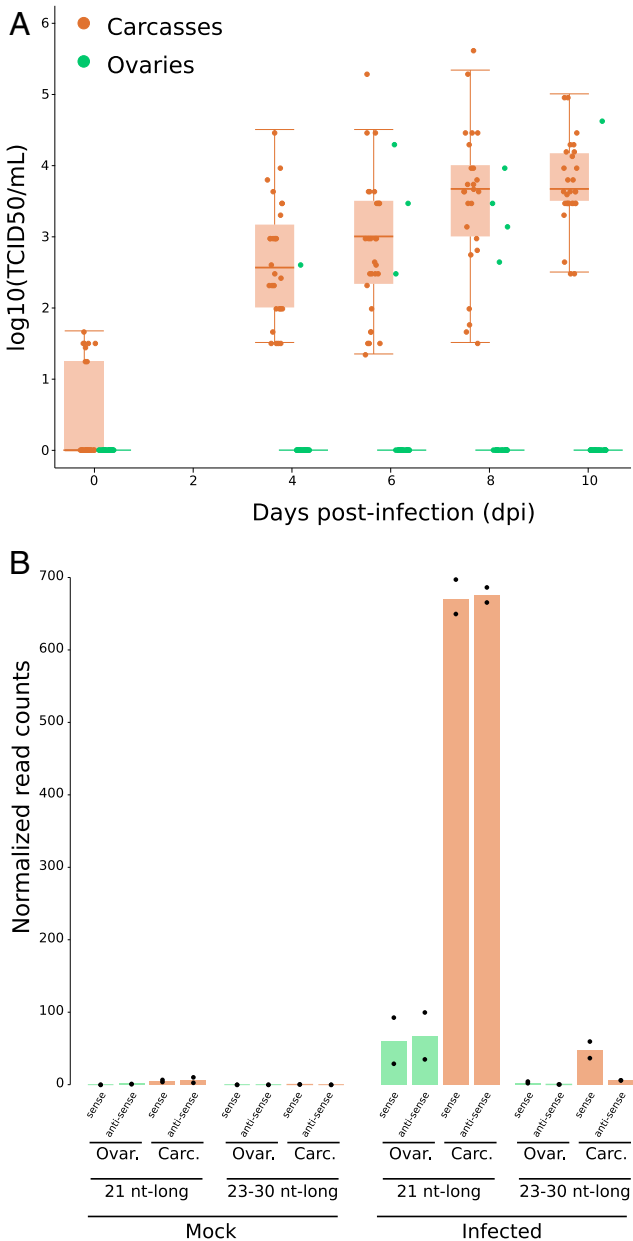 A
Carcasses
Ovaries
log10(TCID50/mL)
6
5
4
3
2
1
0
0 2 4 6 8 10
Days post-infection (dpi)
B
Normalized read counts
700
600
500
400
300
200
100
0
sense anti-sense sense anti-sense sense anti-sense sense anti-sense sense anti-sense sense anti-sense sense anti-sense sense anti-sense
Ovar. Carc. Ovar. Carc. Ovar. Carc. Ovar. Carc.
21 nt-long 23-30 nt-long 21 nt-long 23-30 nt-long
Mock Infected